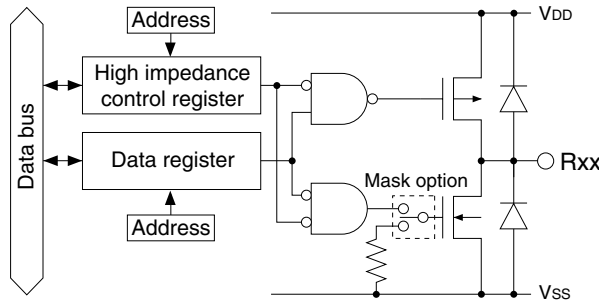 Address
VDD
High impedance
control register
Data bus
Data register
Rxx
Mask option
Address
VSS